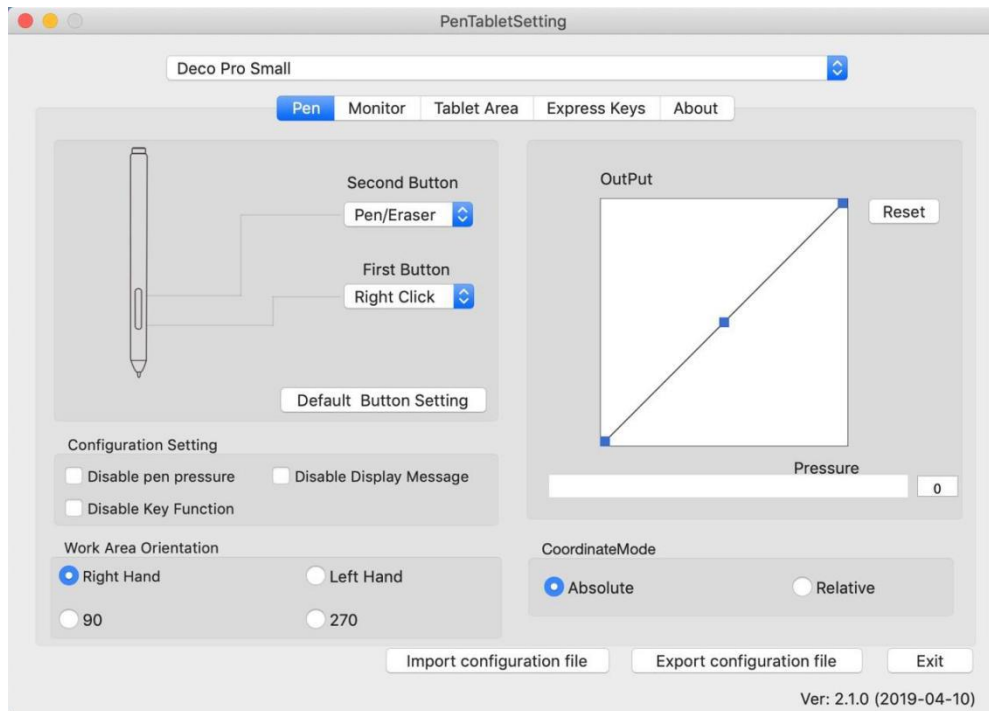 PenTabletSetting
Deco Pro Small
Pen Monitor Tablet Area Express Keys About
Second Button
Pen/Eraser
First Button
Right Click
Default Button Setting
OutPut
Reset
Pressure
0
Configuration Setting
Disable pen pressure Disable Display Message
Disable Key Function
Work Area Orientation
Right Hand Left Hand
90 270
CoordinateMode
Absolute Relative
Import configuration file Export configuration file Exit
Ver: 2.1.0 (2019-04-10)